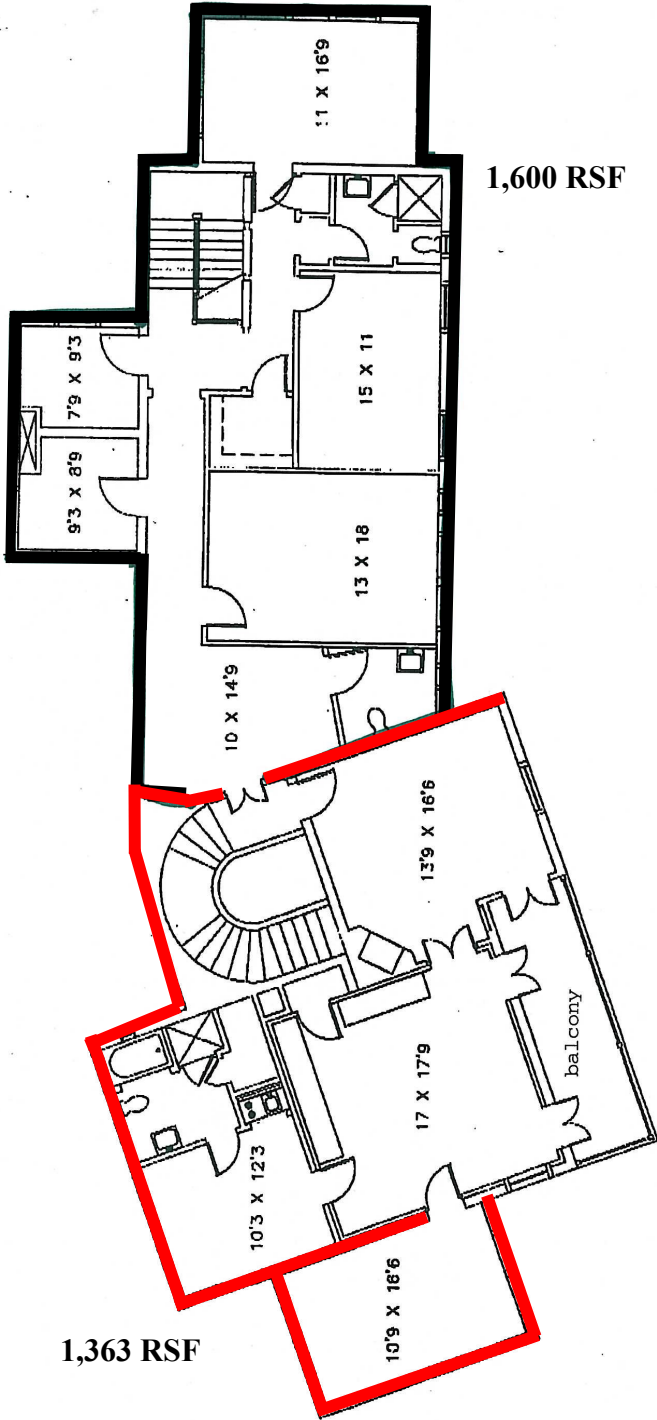 11 X 16'9
1,600 RSF
7'9 X 9'3
15 X 11
9'3 X 8'9
13 X 18
10 X 14'9
13'9 X 16'6
balcony
17 X 17'9
10'3 X 12'3
10'9 X 16'6
1,363 RSF